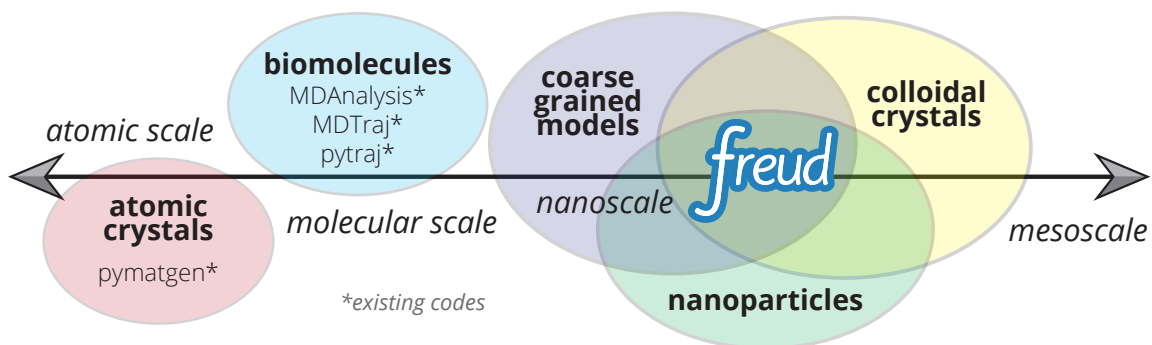 biomolecules
MDAnalysis*
MDTraj*
pytraj*
coarse
grained
models
colloidal
crystals
atomic scale
freud
atomic
crystals
pymatgen*
molecular scale
nanoscale
mesoscale
*existing codes
nanoparticles